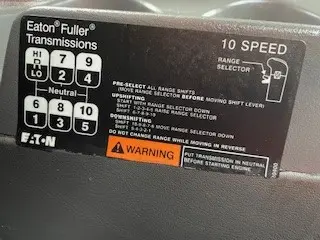 Eaton® Fuller®
Transmissions
10 SPEED
RANGE
SELECTOR
HI R LO
7 2
9 4
Neutral
6 1
8 3
10 5
EATON
PRE-SELECT ALL RANGE SHIFTS
(MOVE RANGE SELECTOR BEFORE MOVING SHIFT LEVER)
UPSHIFTING
START WITH RANGE SELECTOR DOWN
SHIFT 1-2-3-4-5 RAISE RANGE SELECTOR
SHIFT 6-7-8-9-10
DOWNSHIFTING
SHIFT 10-9-8-7-6 MOVE RANGE SELECTOR DOWN
SHIFT 5-4-3-2-1
DO NOT CHANGE RANGE WHILE MOVING IN REVERSE
WARNING
PUT TRANSMISSION IN NEUTRAL
BEFORE STARTING ENGINE.